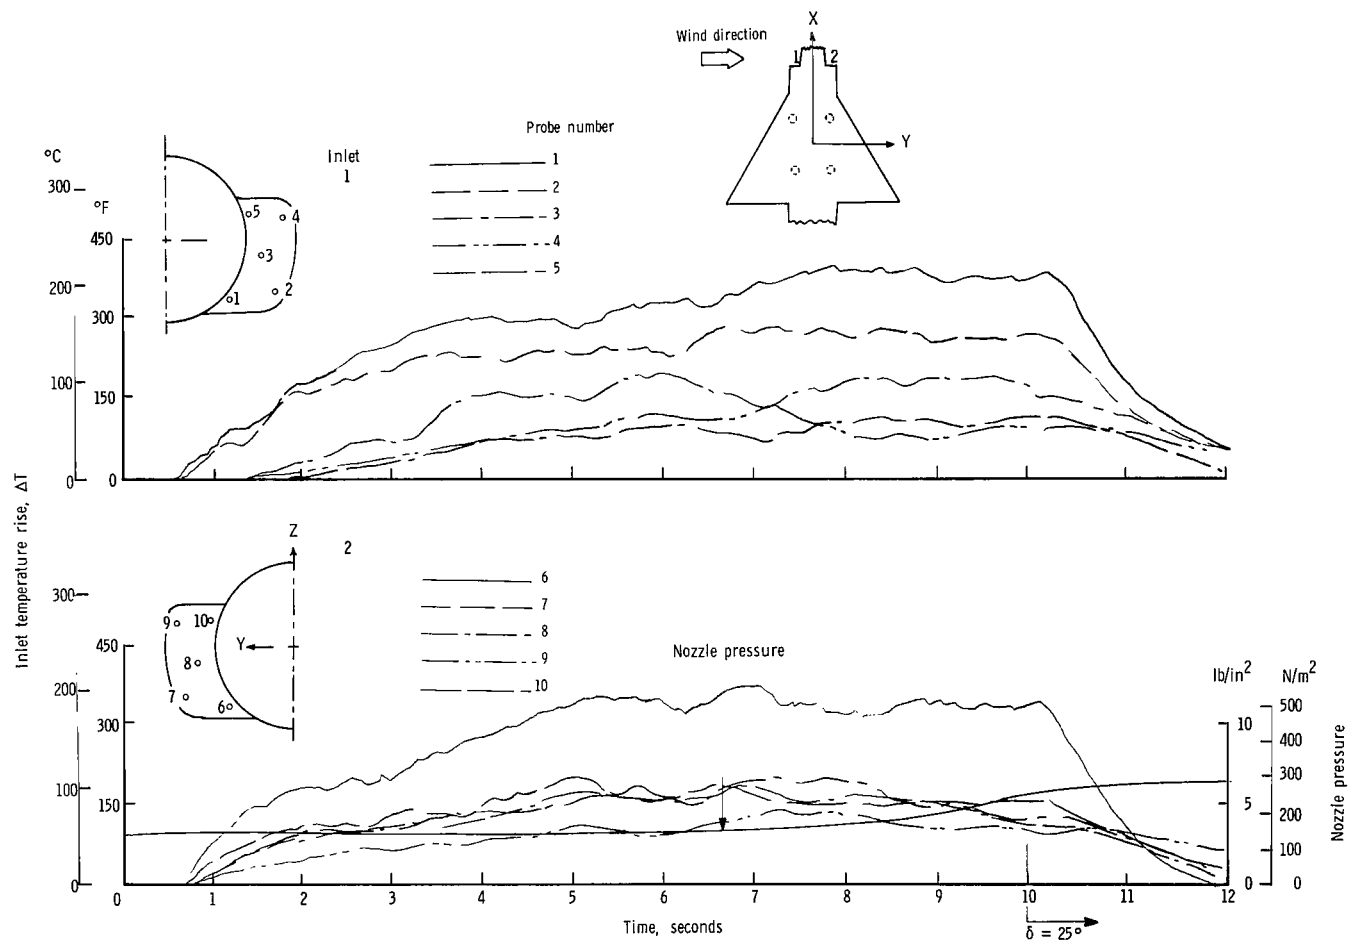 X
Wind direction
1 2
Y
Probe number
Inlet
1
1
2
3
4
5
°C
300
°F
450
200
300
100
150
0
0
5 4
3
2
1
1 2 3 4 5 6 7 8 9 10 11 12
Inlet temperature rise, ΔT
Z
2
6
7
8
9
10
300
450
200
300
100
150
0
9 10
Y
8
7
6
Nozzle pressure
lb/in²
N/m²
10
5
0
500
400
300
200
100
0
Nozzle pressure
0 1 2 3 4 5 6 7 8 9 10 11 12
Time, seconds
δ = 25°